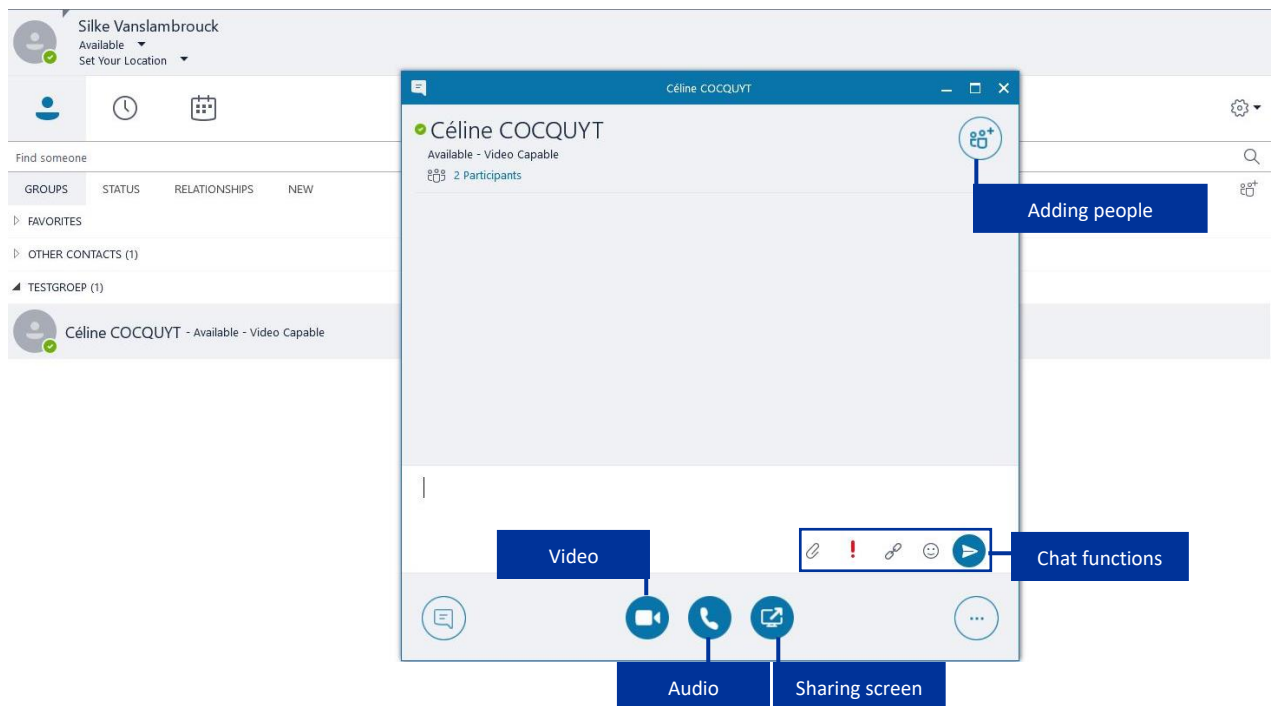 Silke Vanslambrouck
Available
Set Your Location
Find someone
GROUPS STATUS RELATIONSHIPS NEW
FAVORITES
OTHER CONTACTS (1)
TESTGROEP (1)
Céline COCQUYT - Available - Video Capable
Céline COCQUYT
Céline COCQUYT
Available - Video Capable
2 Participants
Adding people
Video
Chat functions
Audio
Sharing screen